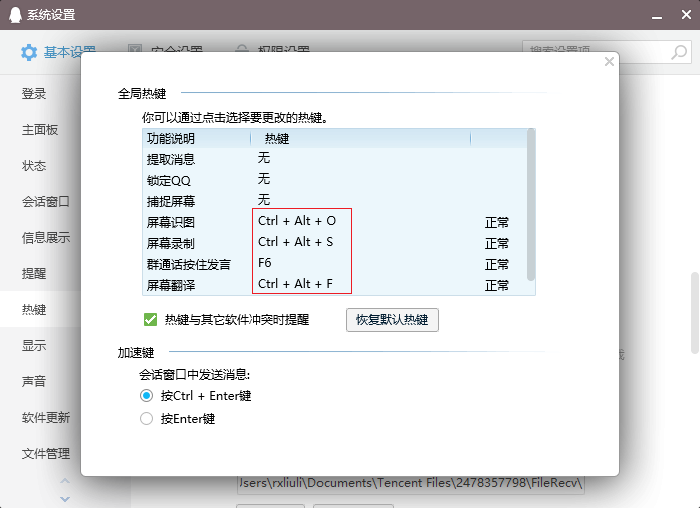 系统设置
基本设置
安全设置
权限设置
搜索设置项
登录
主面板
状态
会话窗口
信息展示
提醒
热键
显示
声音
软件更新
文件管理
全局热键
你可以通过点击选择要更改的热键。
功能说明 热键
提取消息 无
锁定QQ 无
捕捉屏幕 无
屏幕识图 Ctrl + Alt + O 正常
屏幕录制 Ctrl + Alt + S 正常
群通话按住发言 F6 正常
屏幕翻译 Ctrl + Alt + F 正常
热键与其它软件冲突时提醒
恢复默认热键
加速键
会话窗口中发送消息:
按Ctrl + Enter键
按Enter键
Jsers\rxliuli\Documents\Tencent Files\2478357798\FileRecv\